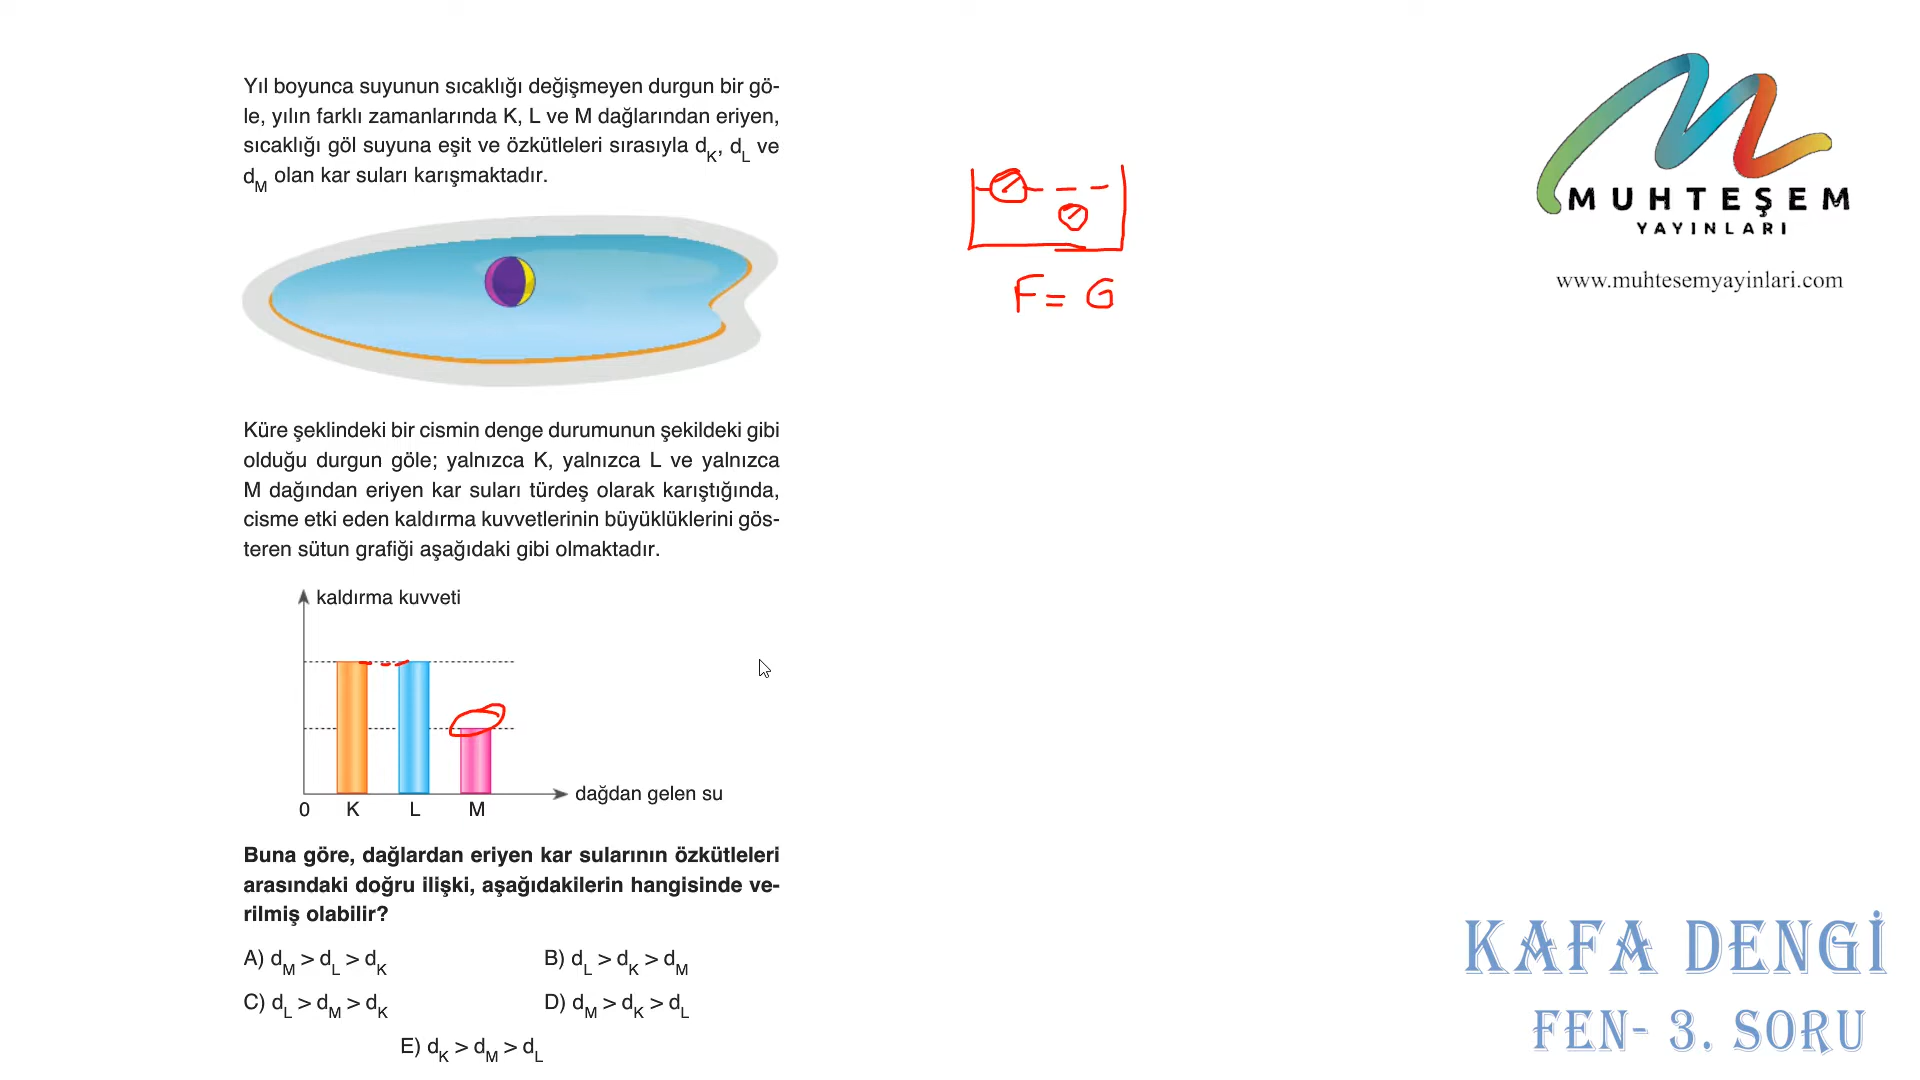 Yıl boyunca suyunun sıcaklığı değişmeyen durgun bir gö-
le, yılın farklı zamanlarında K, L ve M dağlarından eriyen,
sıcaklığı göl suyuna eşit ve özkütleleri sırasıyla dK, dL ve
dM olan kar suları karışmaktadır.
F = G
MUHTEŞEM
YAYINLARI
www.muhtesemyayinlari.com
Küre şeklindeki bir cismin denge durumunun şekildeki gibi
olduğu durgun göle; yalnızca K, yalnızca L ve yalnızca
M dağından eriyen kar suları türdeş olarak karıştığında,
cisme etki eden kaldırma kuvvetlerinin büyüklüklerini gös-
teren sütun grafiği aşağıdaki gibi olmaktadır.
kaldırma kuvveti
dağdan gelen su
0 K L M
Buna göre, dağlardan eriyen kar sularının özkütleleri
arasındaki doğru ilişki, aşağıdakilerin hangisinde ve-
rilmiş olabilir?
A) dM > dL > dK B) dL > dK > dM
C) dL > dM > dK D) dM > dK > dL
E) dK > dM > dL
KAFA DENGİ
FEN- 3. SORU